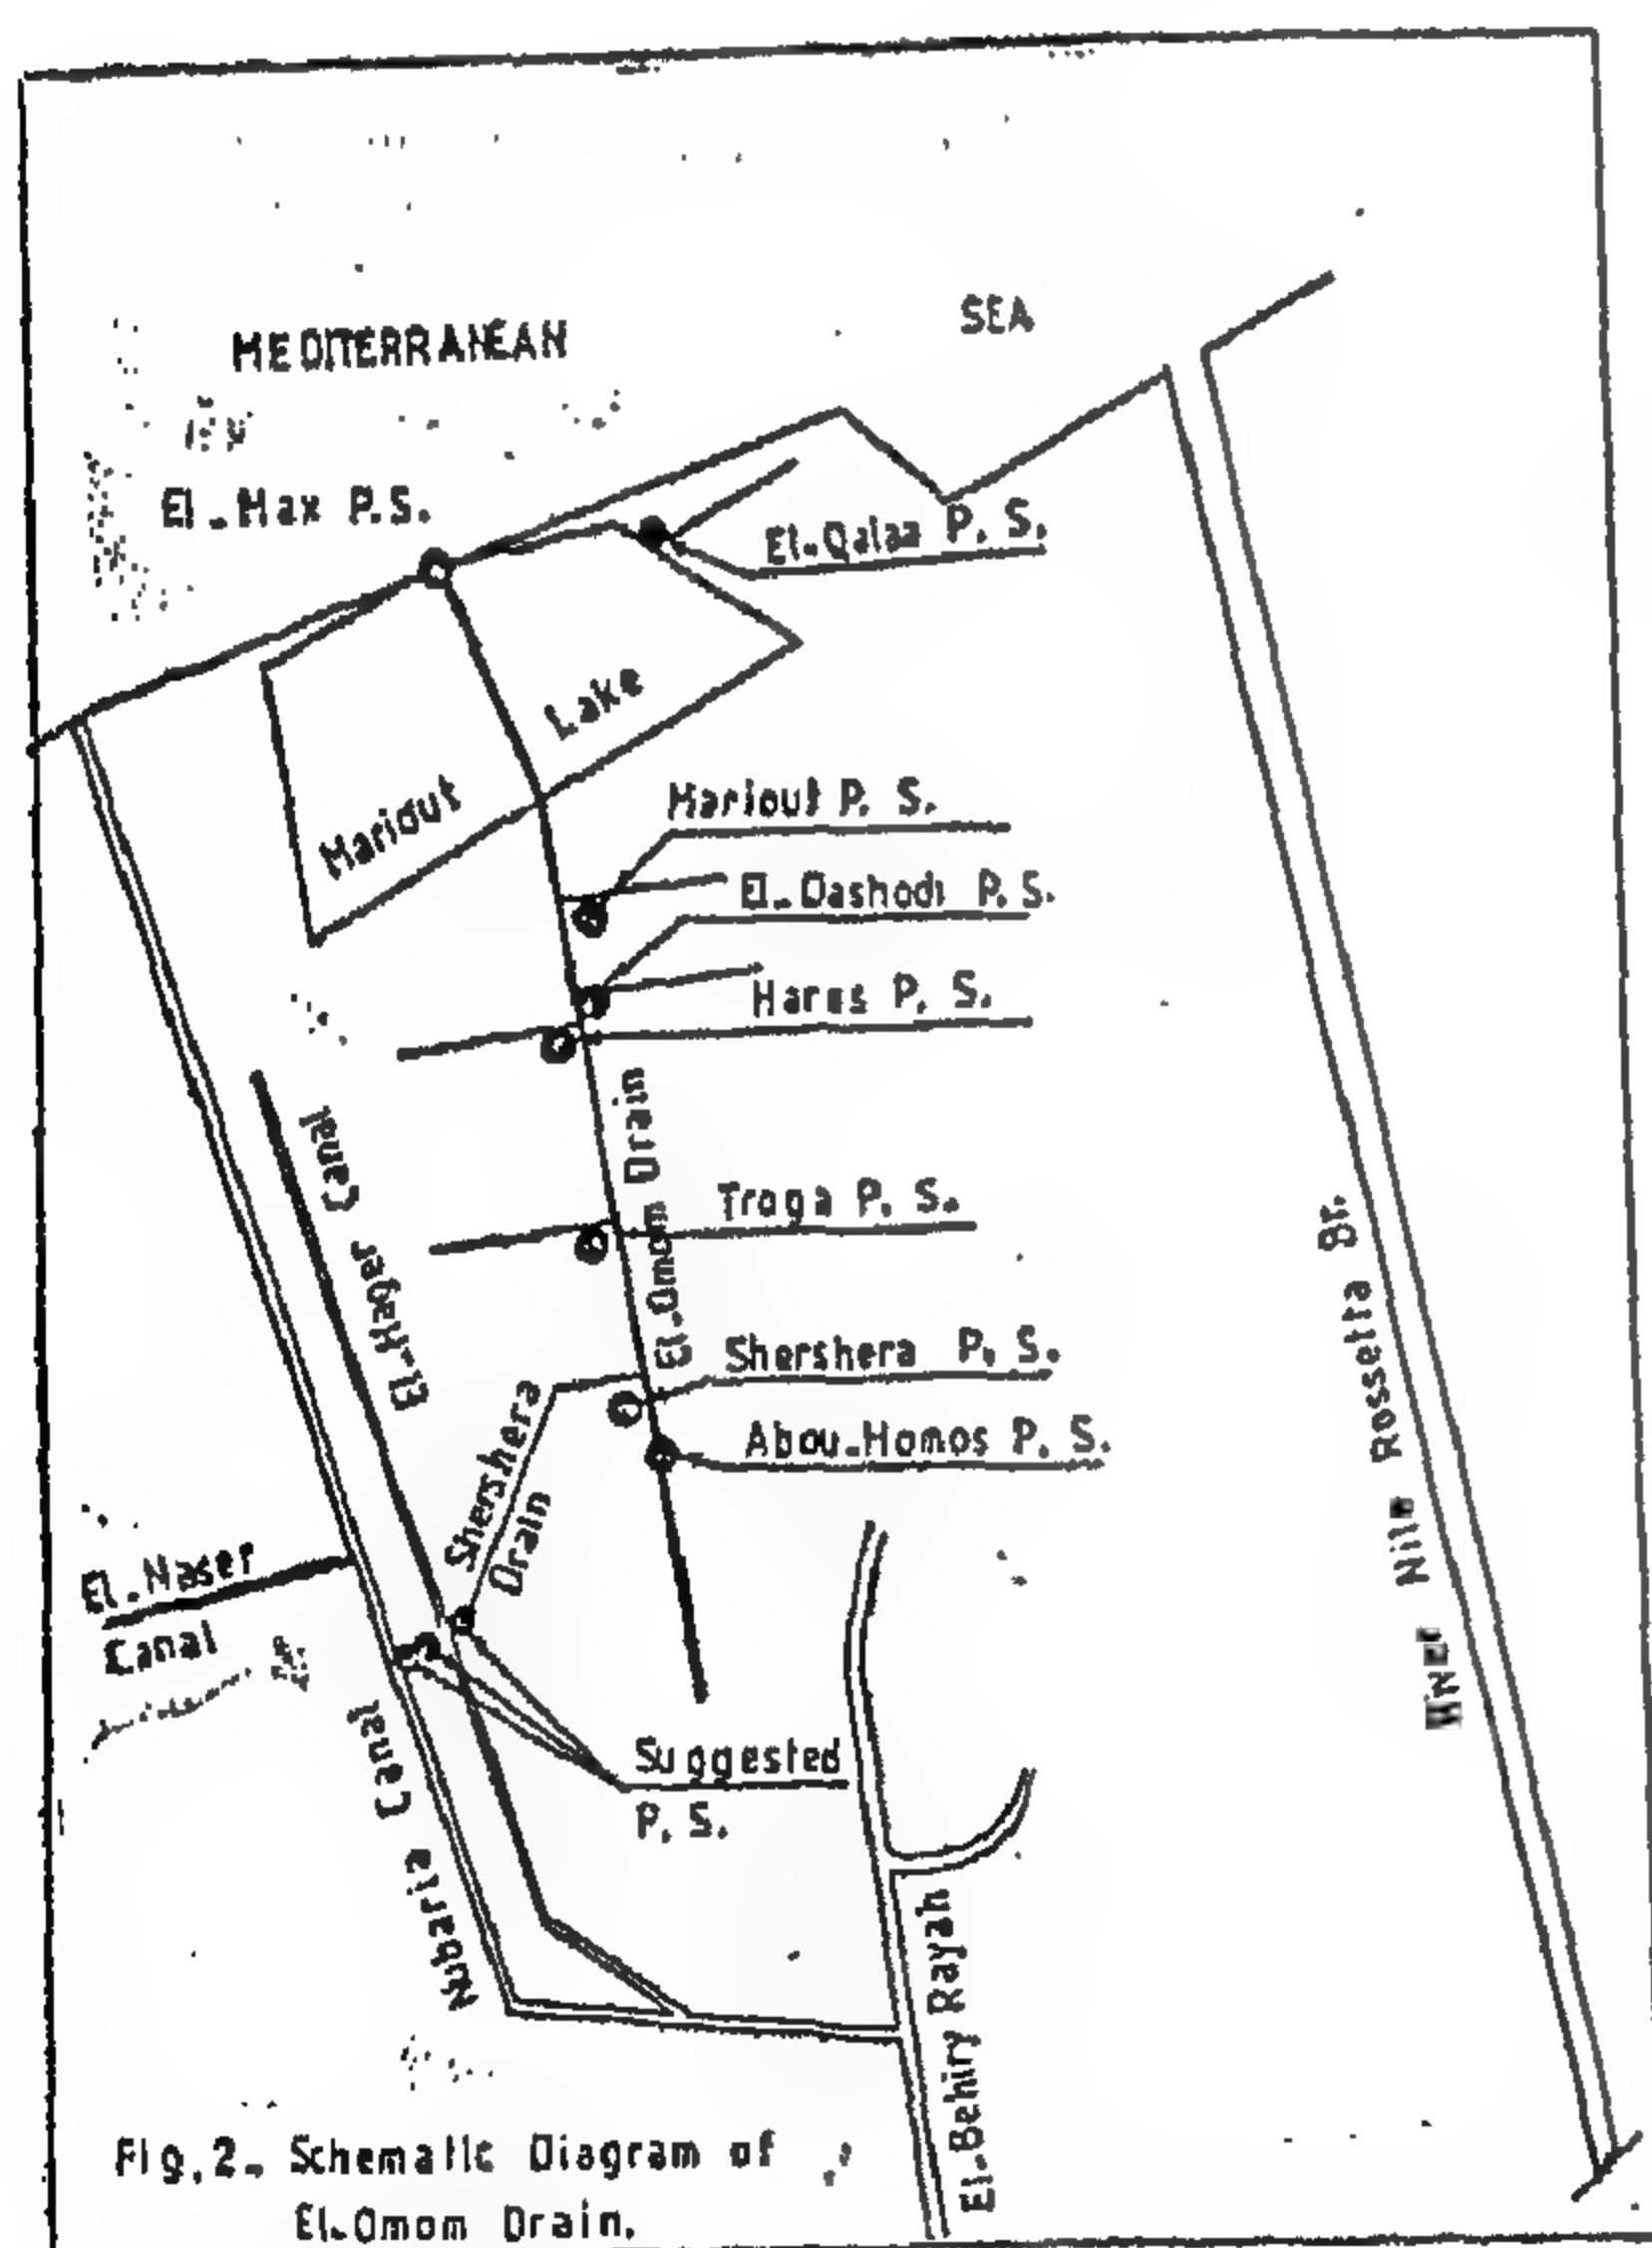 MEDITERRANEAN SEA
El-Max P.S.
El-Qalaa P. S.
Lake
Mariout
Mariout P. S.
El-Dashodi P. S.
Hares P. S.
El-Omom Drain
El-Hager Canal
Troga P. S.
Shershera P. S.
Abou-Homos P. S.
Shershera
Drain
El-Naser
Canal
Nubaria Canal
Suggested
P. S.
El-Behiry Rayah
River Nile Rossetta Br.
Fig. 2- Schematic Diagram of
El-Omom Drain.